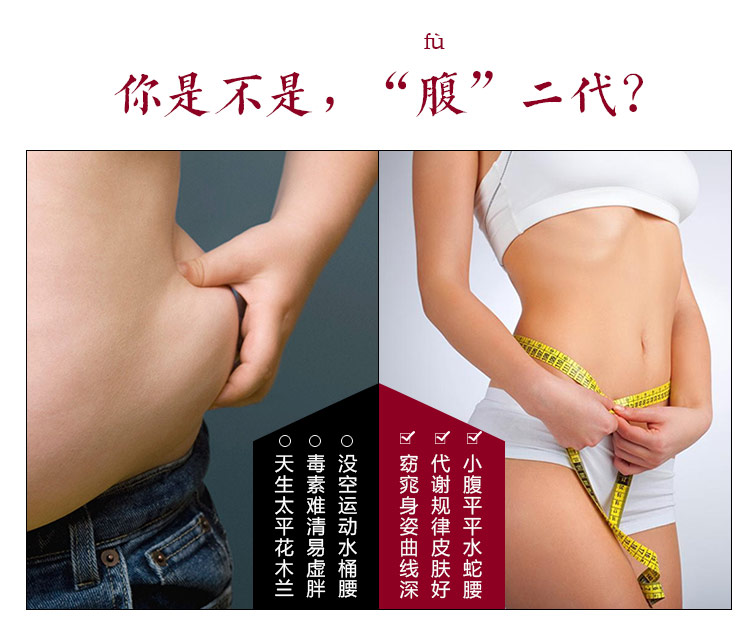 fù
你是不是，“腹”二代？
没空运动水桶腰
毒素难清易虚胖
天生太平花木兰
小腹平平水蛇腰
代谢规律皮肤好
窈窕身姿曲线深